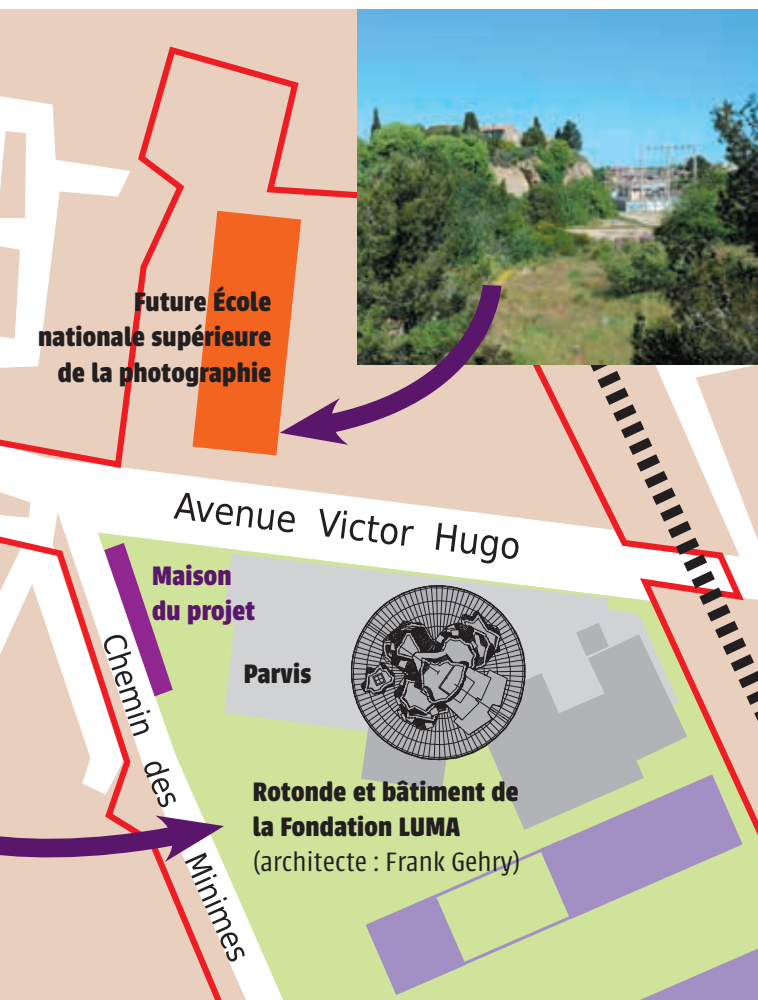 Future École
nationale supérieure
de la photographie
Avenue Victor Hugo
Maison
du projet
Parvis
Chemin des Minimes
Rotonde et bâtiment de
la Fondation LUMA
(architecte : Frank Gehry)